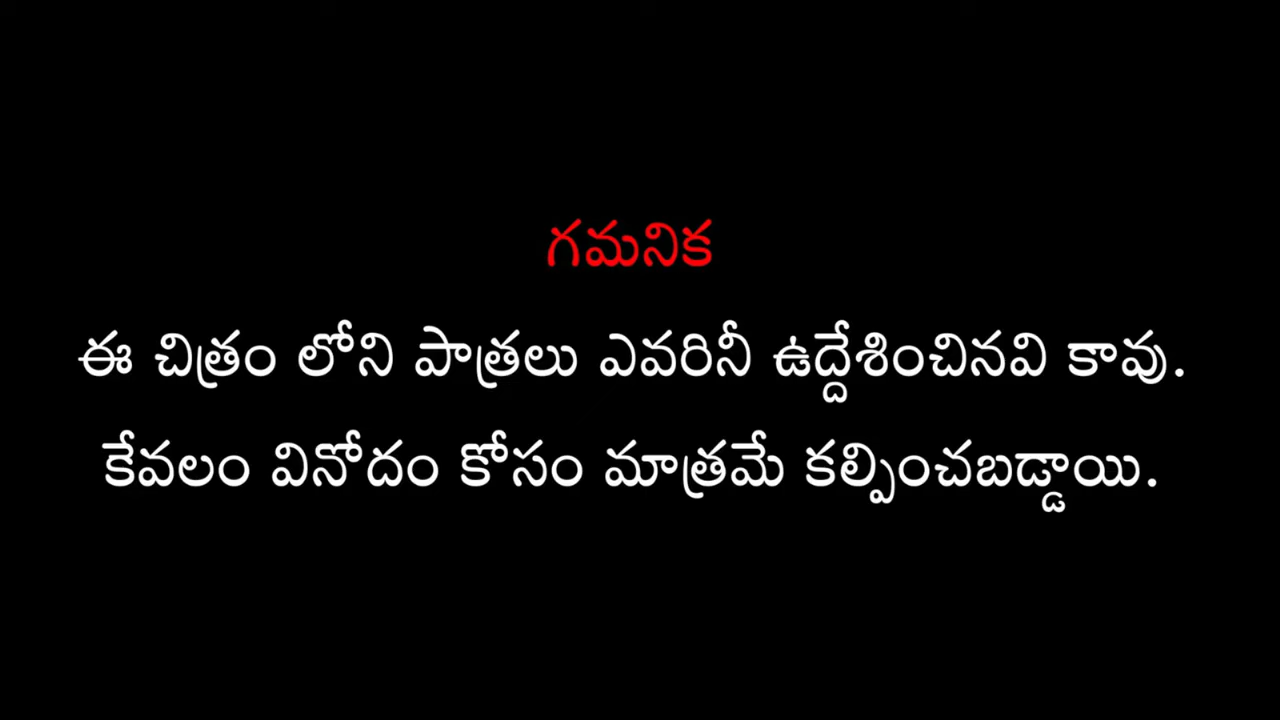 గమనిక
ఈ చిత్రం లోని పాత్రలు ఎవరినీ ఉద్దేశించినవి కావు.
కేవలం వినోదం కోసం మాత్రమే కల్పించబడ్డాయి.